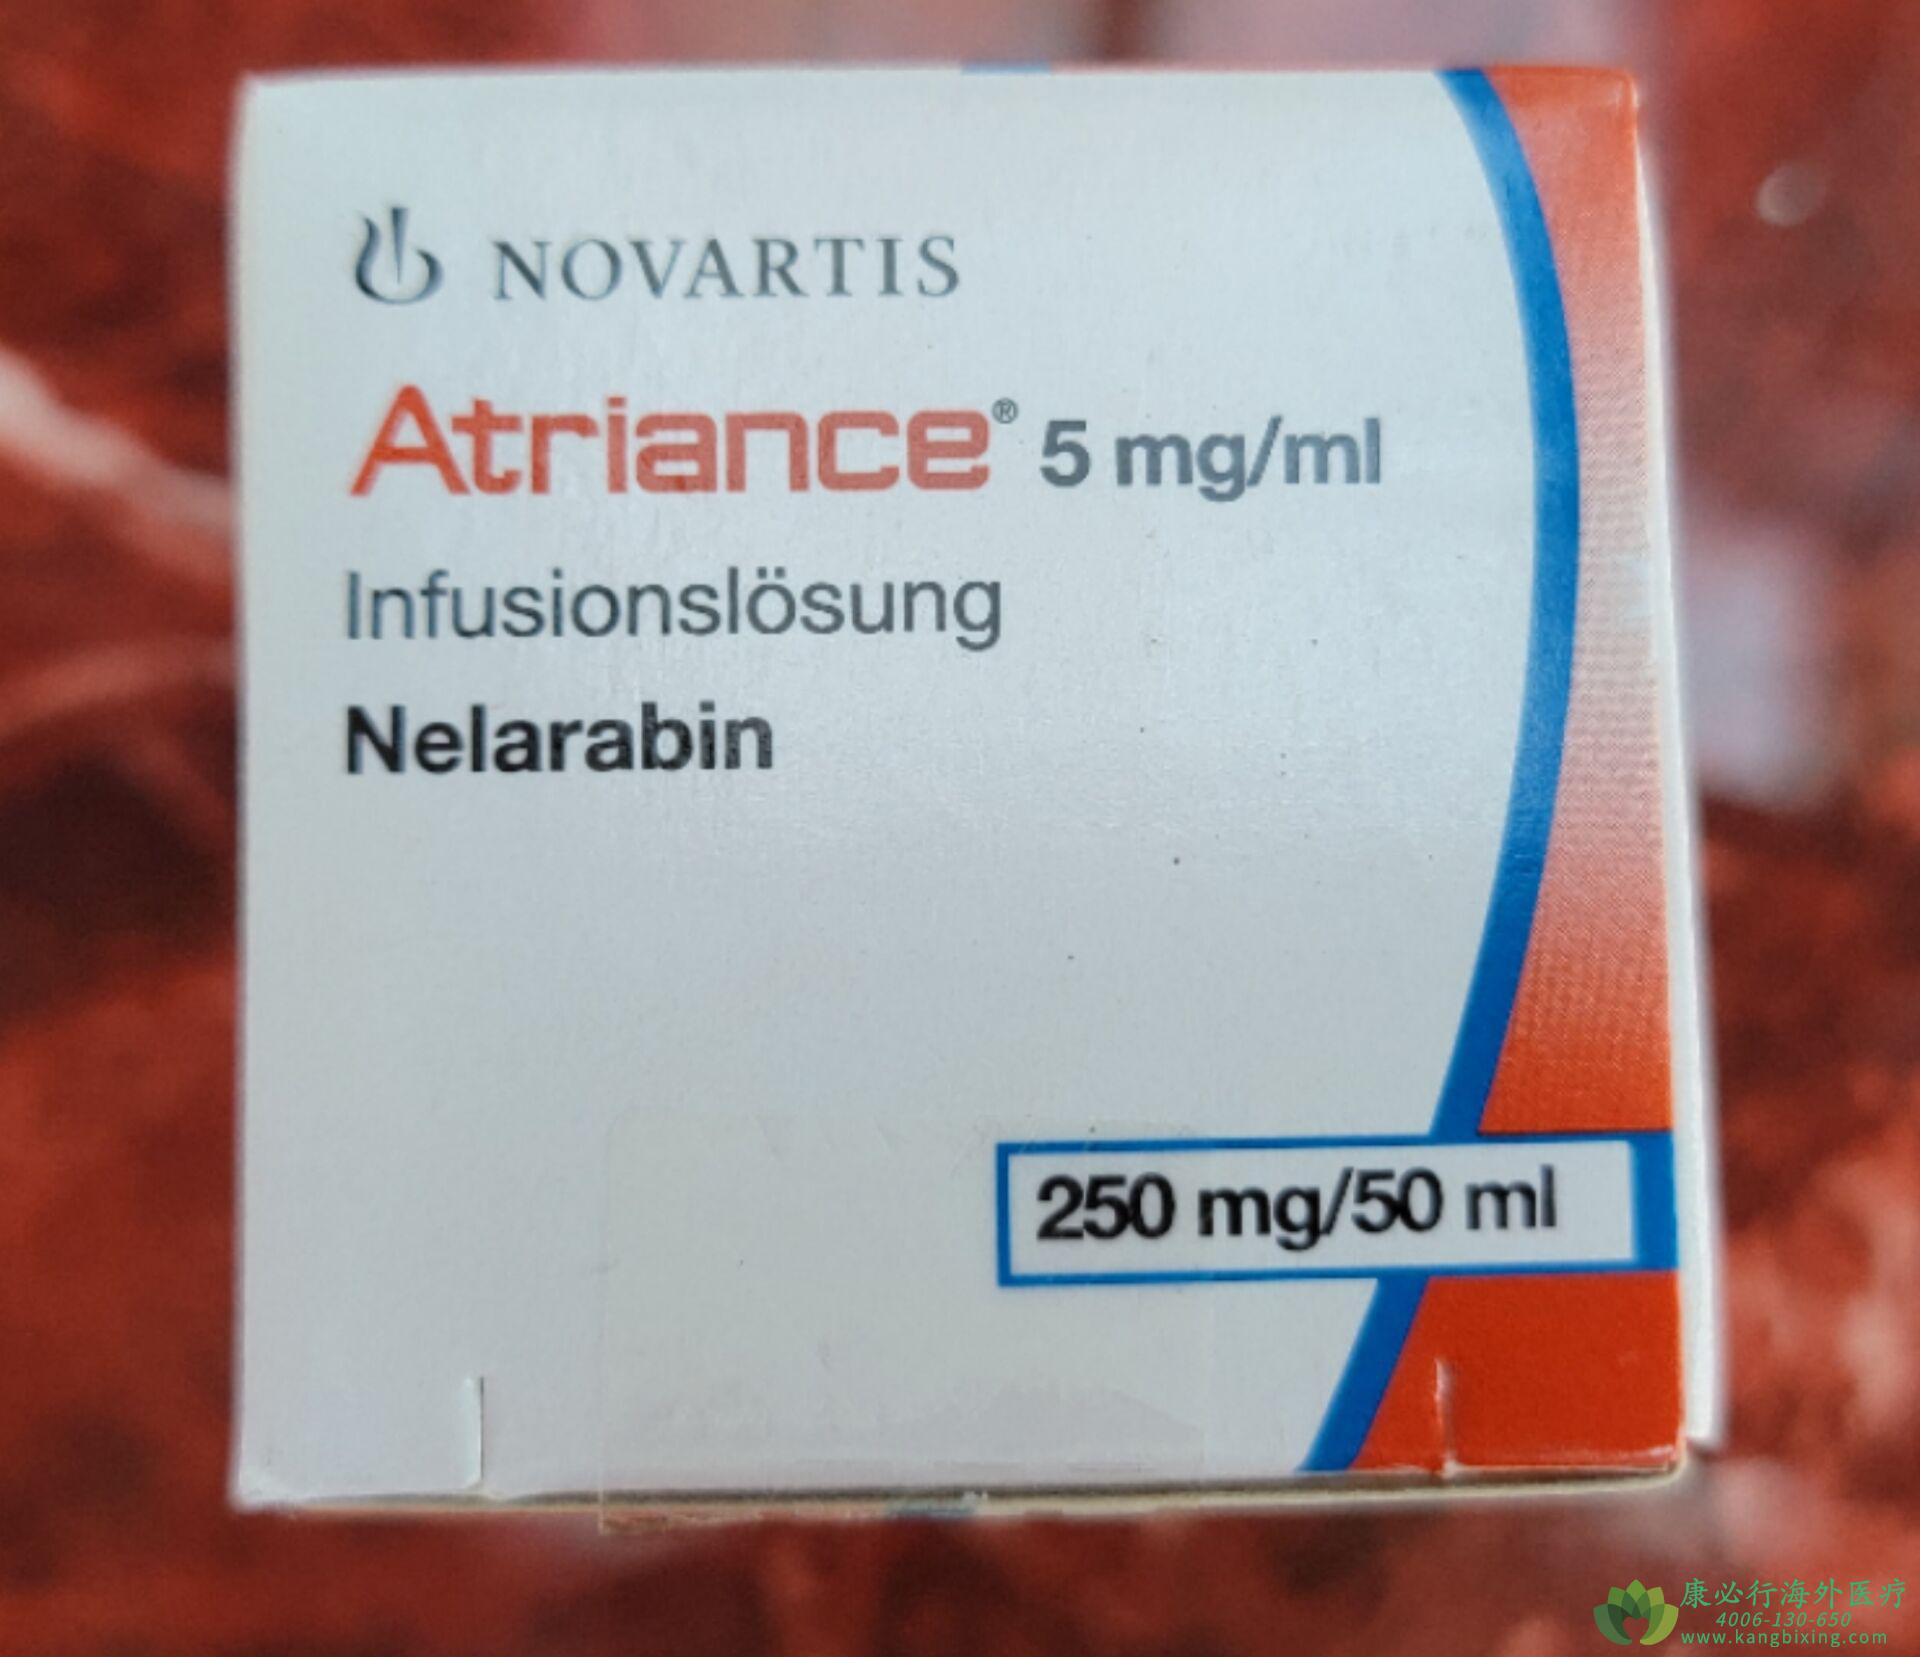 NOVARTIS
Atriance® 5 mg/ml
Infusionslösung
Nelarabin
250 mg/50 ml
康必行海外医疗
4006-130-650
www.kangbixing.com